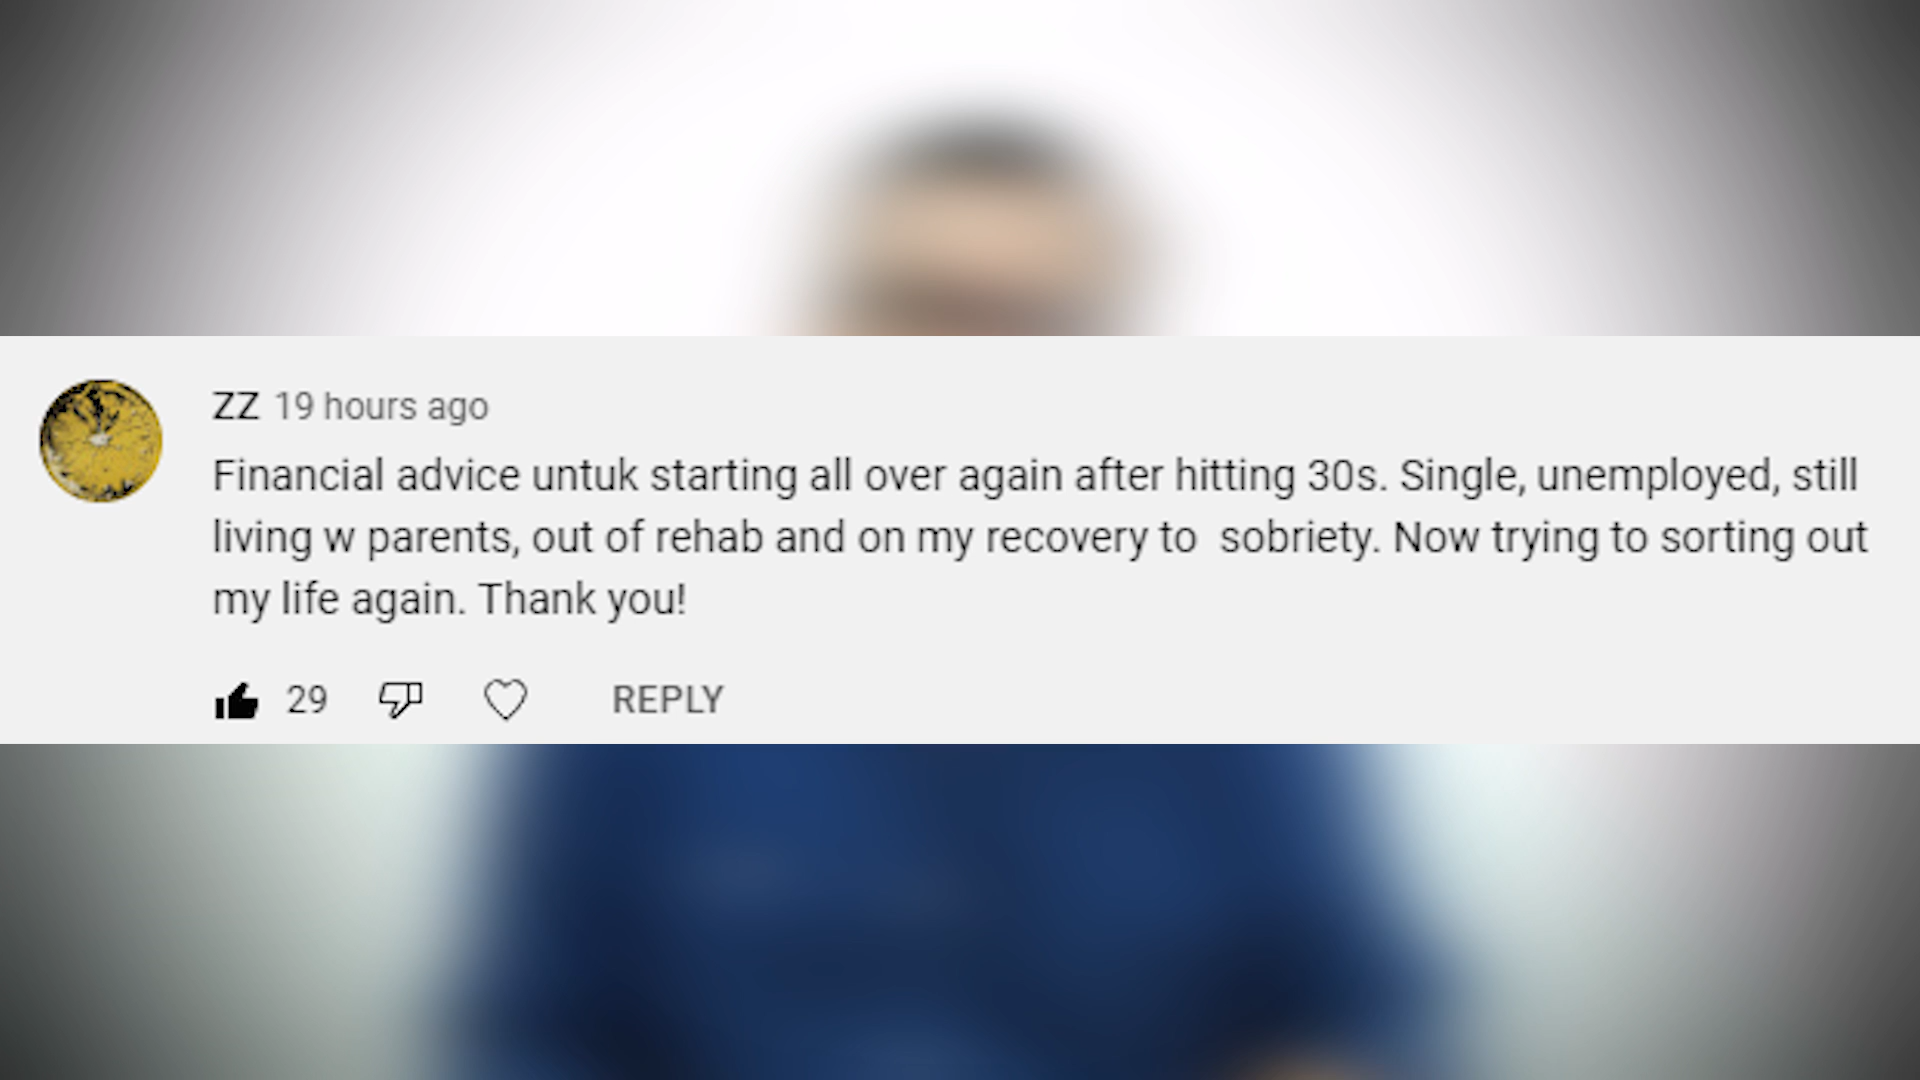 ZZ 19 hours ago
Financial advice untuk starting all over again after hitting 30s. Single, unemployed, still
living w parents, out of rehab and on my recovery to  sobriety. Now trying to sorting out
my life again. Thank you!
29 REPLY